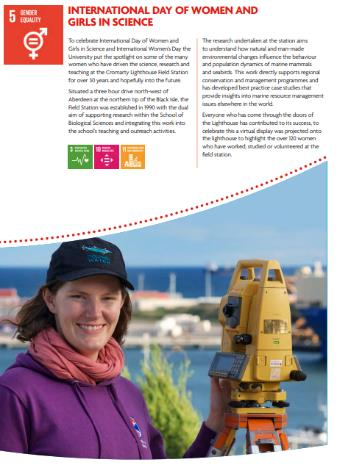 5 GENDER
EQUALITY
INTERNATIONAL DAY OF WOMEN AND
GIRLS IN SCIENCE
To celebrate International Day of Women and
Girls in Science and International Women's Day the
University put the spotlight on some of the many
women who have driven the science, research and
teaching at the Cromarty Lighthouse Field Station
for over 30 years and hopefully into the future.
Situated a three hour drive north-west of
Aberdeen at the northern tip of the Black Isle, the
Field Station was established in 1990 with the dual
aim of supporting research within the School of
Biological Sciences and integrating this work into
the school's teaching and outreach activities.
The research undertaken at the station aims
to understand how natural and man-made
environmental changes influence the behaviour
and population dynamics of marine mammals
and seabirds. This work directly supports regional
conservation and management programmes and
has developed best practice case studies that
provide insights into marine resource management
issues elsewhere in the world.
Everyone who has come through the doors of
the Lighthouse has contributed to its success, to
celebrate this a virtual display was projected onto
the lighthouse to highlight the over 120 women
who have worked, studied or volunteered at the
field station.
3
10
11